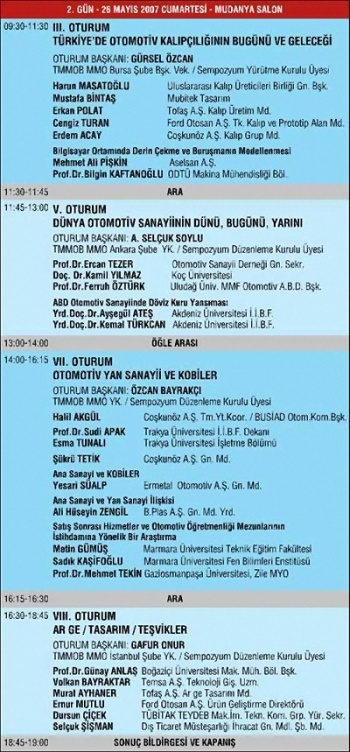 2. GÜN - 26 MAYIS 2007 CUMARTESİ - MUDANYA SALON
09:30-11:30 III. OTURUM
TÜRKİYE'DE OTOMOTİV KALIPÇILIĞININ BUGÜNÜ VE GELECEĞİ
OTURUM BAŞKANI: GÜRSEL ÖZCAN
TMMOB MMO Bursa Şube Bşk. Vek. / Sempozyum Yürütme Kurulu Üyesi
Harun MASATOĞLU Uluslararası Kalıp Üreticileri Birliği Gn. Bşk.
Mustafa BİNTAŞ Mubitek Tasarım
Erkan POLAT Tofaş A.Ş. Kalıp Üretim Md.
Cengiz TURAN Ford Otosan A.Ş. Tk. Kalıp ve Prototip Alan Md.
Erdem ACAY Coşkunöz A.Ş. Kalıp Grup Md.
Bilgisayar Ortamında Derin Çekme ve Buruşmanın Modellenmesi
Mehmet Ali PİŞKİN Aselsan A.Ş.
Prof.Dr.Bilgin KAFTANOĞLU ODTÜ Makina Mühendisliği Böl.
11:30-11:45 ARA
11:45-13:00 V. OTURUM
DÜNYA OTOMOTİV SANAYİİNİN DÜNÜ, BUGÜNÜ, YARINI
OTURUM BAŞKANI: A. SELÇUK SOYLU
TMMOB MMO Ankara Şube YK. / Sempozyum Düzenleme Kurulu Üyesi
Prof.Dr.Ercan TEZER Otomotiv Sanayii Derneği Gn. Sekr.
Doç. Dr.Kamil YILMAZ Koç Üniversitesi
Prof.Dr.Ferruh ÖZTÜRK Uludağ Üniv. MMF Otomotiv A.B.D. Bşk.
ABD Otomotiv Sanayiinde Döviz Kuru Yansıması
Yrd.Doç.Dr.Ayşegül ATEŞ Akdeniz Üniversitesi İ.İ.B.F.
Yrd.Doç.Dr.Kemal TÜRKCAN Akdeniz Üniversitesi İ.İ.B.F.
13:00-14:00 ÖĞLE ARASI
14:00-16:15 VII. OTURUM
OTOMOTİV YAN SANAYİİ VE KOBİLER
OTURUM BAŞKANI: ÖZCAN BAYRAKÇI
TMMOB MMO YK. / Sempozyum Düzenleme Kurulu Üyesi
Halil AKGÜL Coşkunöz A.Ş. Tm.Yt.Koor. / BUSİAD Otom.Kom.Bşk.
Prof.Dr.Sudi APAK Trakya Üniversitesi İ.İ.B.F. Dekanı
Esma TUNALI Trakya Üniversitesi İşletme Bölümü
Şükrü TETİK Coşkunöz A.Ş. Gn. Md.
Ana Sanayi ve KOBİLER
Yesari SUALP Ermetal Otomotiv A.Ş. Gn. Md.
Ana Sanayi ve Yan Sanayi İlişkisi
Ali Hüseyin ZENGİL B.Plas A.Ş. Gn. Md. Yrd.
Satış Sonrası Hizmetler ve Otomotiv Öğretmenliği Mezunlarının
İstihdamına Yönelik Bir Araştırma
Metin GÜMÜŞ Marmara Üniversitesi Teknik Eğitim Fakültesi
Sadık KAŞİFOĞLU Marmara Üniversitesi Fen Bilimleri Enstitüsü
Prof.Dr.Mehmet TEKİN Gaziosmanpaşa Üniversitesi, Zile MYO
16:15-16:30 ARA
16:30-18:45 VIII. OTURUM
AR GE / TASARIM / TEŞVİKLER
OTURUM BAŞKANI: GAFUR ONUR
TMMOB MMO İstanbul Şube YK. / Sempozyum Düzenleme Kurulu Üyesi
Prof.Dr.Günay ANLAŞ Boğaziçi Üniversitesi Mak. Müh. Böl. Bşk.
Volkan BAYRAKTAR Temsa A.Ş. Teknoloji Glş. Uzm.
Murat AYHANER Tofaş A.Ş. Ar ge Tasarım Md.
Emur MUTLU Ford Otosan A.Ş. Ürün Geliştirme Direktörü
Dursun ÇİÇEK TÜBİTAK TEYDEB Mak.İm. Tekn. Kom. Grp. Yür. Sekr.
Selçuk ŞIŞMAN Dış Ticaret Müsteşarlığı İhracat Gn. Mdl. Şb. Md.
18:45-19:00 SONUÇ BİLDİRGESİ VE KAPANIŞ